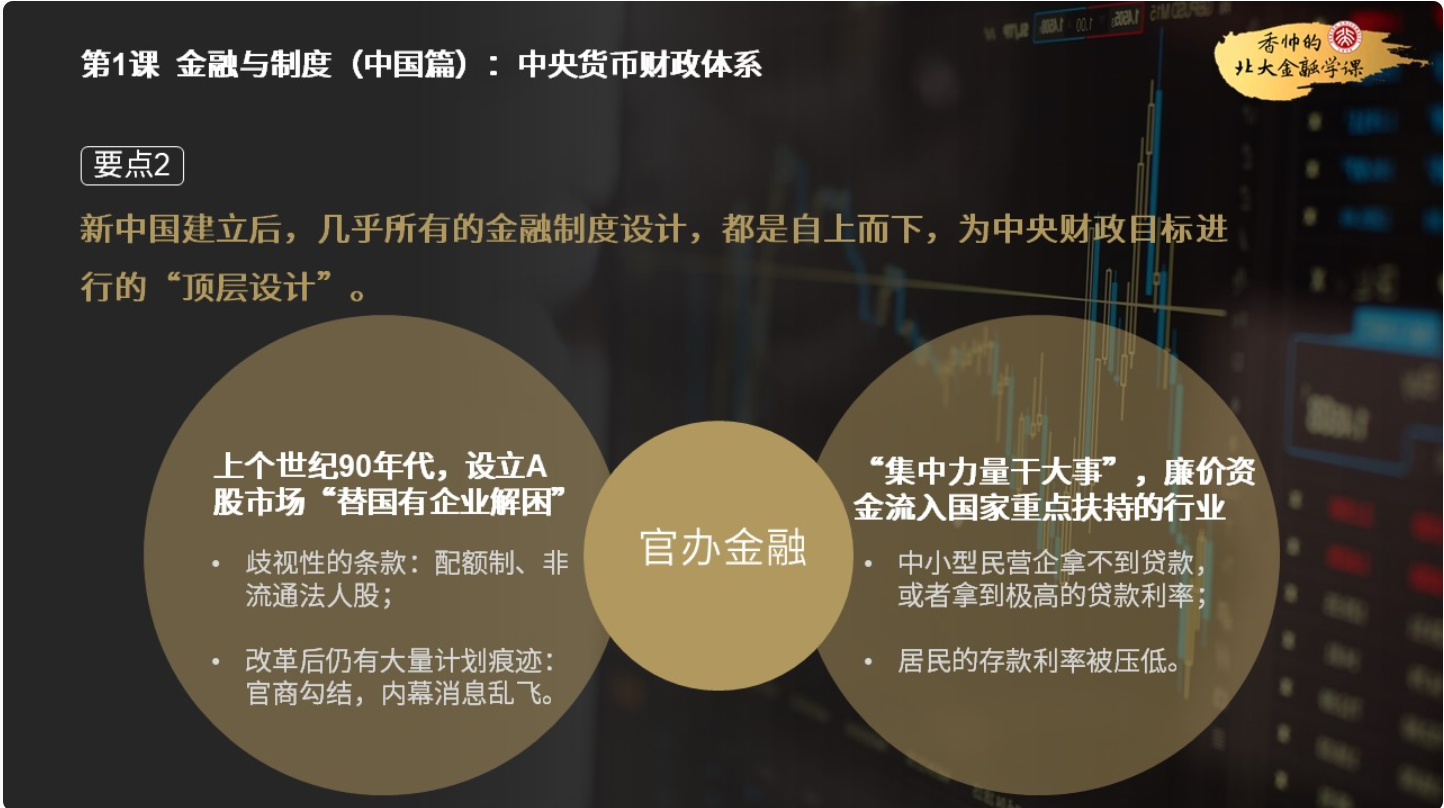 第1课 金融与制度（中国篇）：中央货币财政体系
香帅的
北大金融学课
要点2
新中国建立后，几乎所有的金融制度设计，都是自上而下，为中央财政目标进
行的“顶层设计”。
上个世纪90年代，设立A
股市场“替国有企业解困”
• 歧视性的条款：配额制、非
流通法人股；
• 改革后仍有大量计划痕迹：
官商勾结，内幕消息乱飞。
官办金融
“集中力量干大事”，廉价资
金流入国家重点扶持的行业
• 中小型民营企拿不到贷款，
或者拿到极高的贷款利率；
• 居民的存款利率被压低。